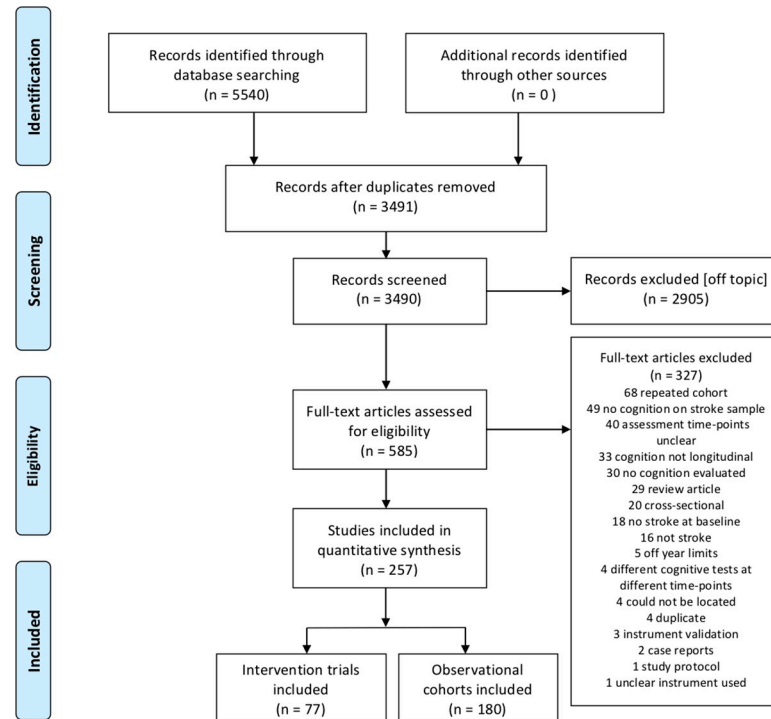 Identification
Records identified through
database searching
(n = 5540)
Additional records identified
through other sources
(n = 0 )
Records after duplicates removed
(n = 3491)
Screening
Records screened
(n = 3490)
Records excluded [off topic]
(n = 2905)
Eligibility
Full-text articles assessed
for eligibility
(n = 585)
Full-text articles excluded
(n = 327)
68 repeated cohort
49 no cognition on stroke sample
40 assessment time-points
unclear
33 cognition not longitudinal
30 no cognition evaluated
29 review article
20 cross-sectional
18 no stroke at baseline
16 not stroke
5 off year limits
4 different cognitive tests at
different time-points
4 could not be located
4 duplicate
3 instrument validation
2 case reports
1 study protocol
1 unclear instrument used
Studies included in
quantitative synthesis
(n = 257)
Included
Intervention trials
included
(n = 77)
Observational
cohorts included
(n = 180)